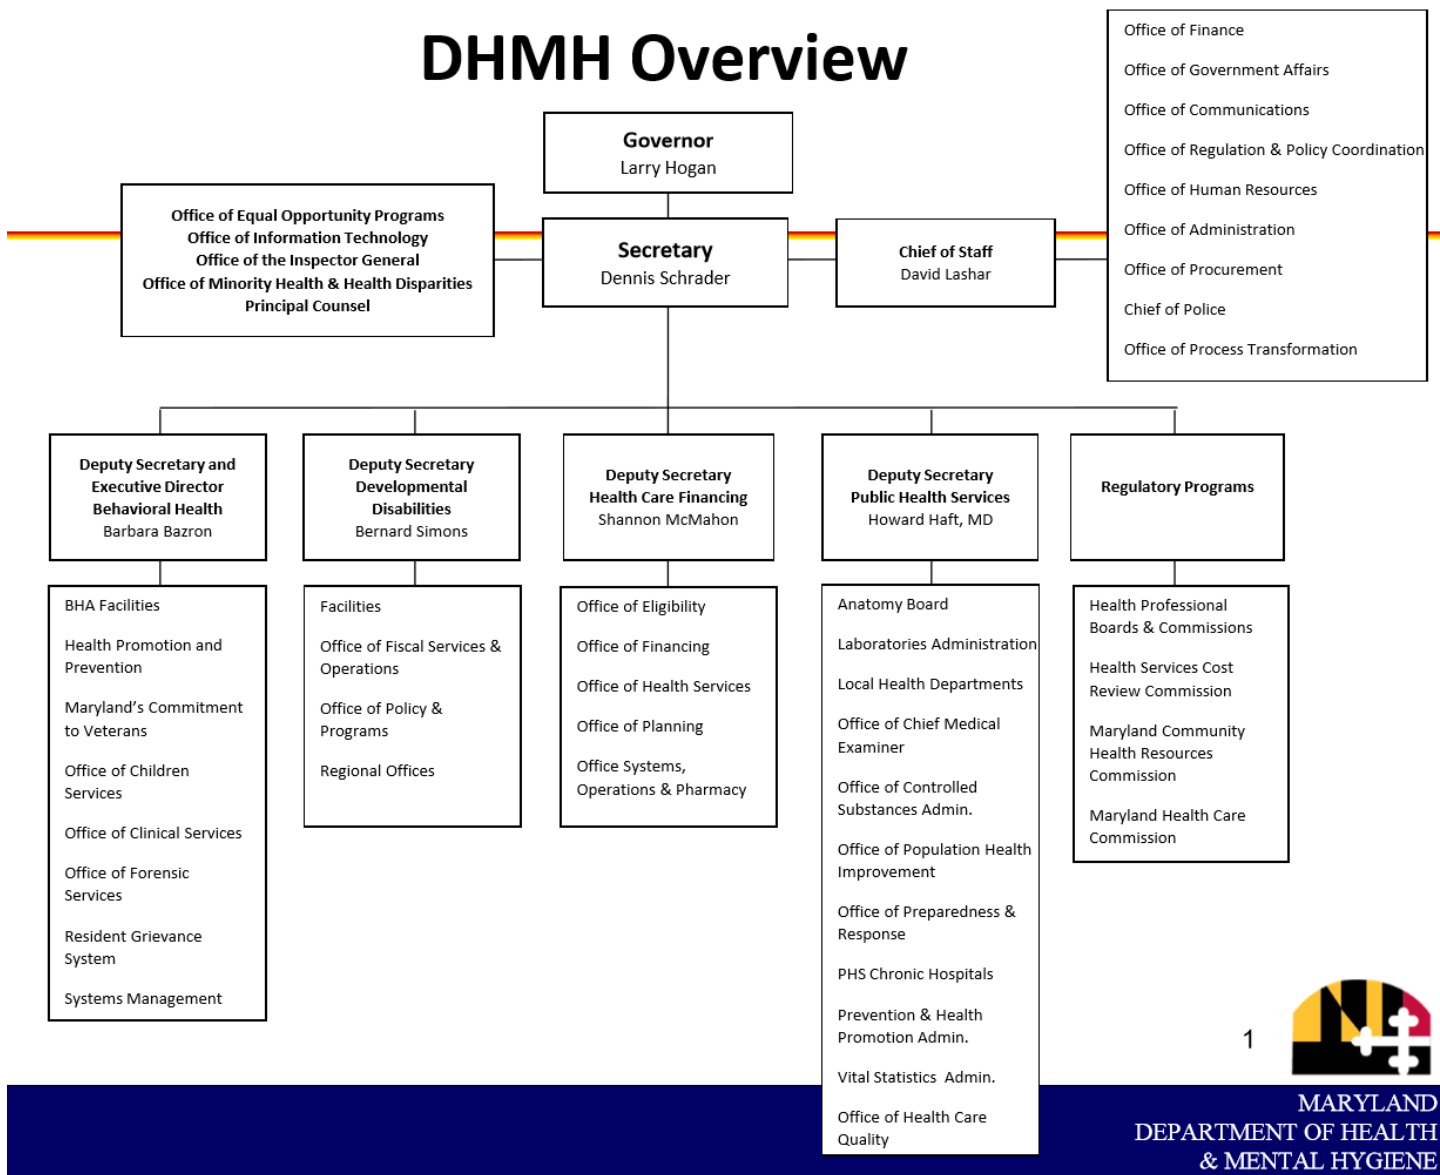 DHMH Overview
Governor
Larry Hogan
Office of Equal Opportunity Programs
Office of Information Technology
Office of the Inspector General
Office of Minority Health & Health Disparities
Principal Counsel
Secretary
Dennis Schrader
Chief of Staff
David Lashar
Office of Finance
Office of Government Affairs
Office of Communications
Office of Regulation & Policy Coordination
Office of Human Resources
Office of Administration
Office of Procurement
Chief of Police
Office of Process Transformation
Deputy Secretary and
Executive Director
Behavioral Health
Barbara Bazron
BHA Facilities
Health Promotion and
Prevention
Maryland’s Commitment
to Veterans
Office of Children
Services
Office of Clinical Services
Office of Forensic
Services
Resident Grievance
System
Systems Management
Deputy Secretary
Developmental
Disabilities
Bernard Simons
Facilities
Office of Fiscal Services &
Operations
Office of Policy &
Programs
Regional Offices
Deputy Secretary
Health Care Financing
Shannon McMahon
Office of Eligibility
Office of Financing
Office of Health Services
Office of Planning
Office Systems,
Operations & Pharmacy
Deputy Secretary
Public Health Services
Howard Haft, MD
Anatomy Board
Laboratories Administration
Local Health Departments
Office of Chief Medical
Examiner
Office of Controlled
Substances Admin.
Office of Population Health
Improvement
Office of Preparedness &
Response
PHS Chronic Hospitals
Prevention & Health
Promotion Admin.
Vital Statistics Admin.
Office of Health Care
Quality
Regulatory Programs
Health Professional
Boards & Commissions
Health Services Cost
Review Commission
Maryland Community
Health Resources
Commission
Maryland Health Care
Commission
1
MARYLAND
DEPARTMENT OF HEALTH
& MENTAL HYGIENE